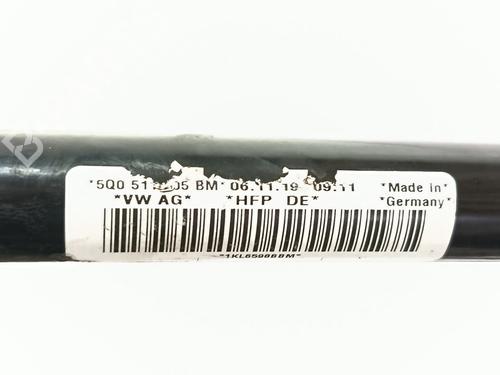 *5Q0 BM* 06.11.19 09:11 *Made In*
*VW AG* *HFP DE* *Germany*